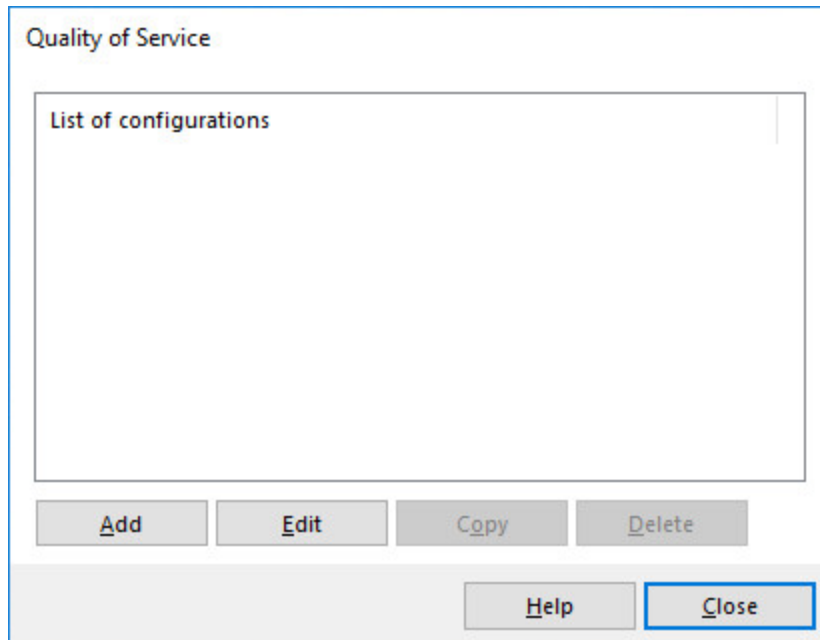 Quality of Service
List of configurations
Add Edit Copy Delete
Help Close